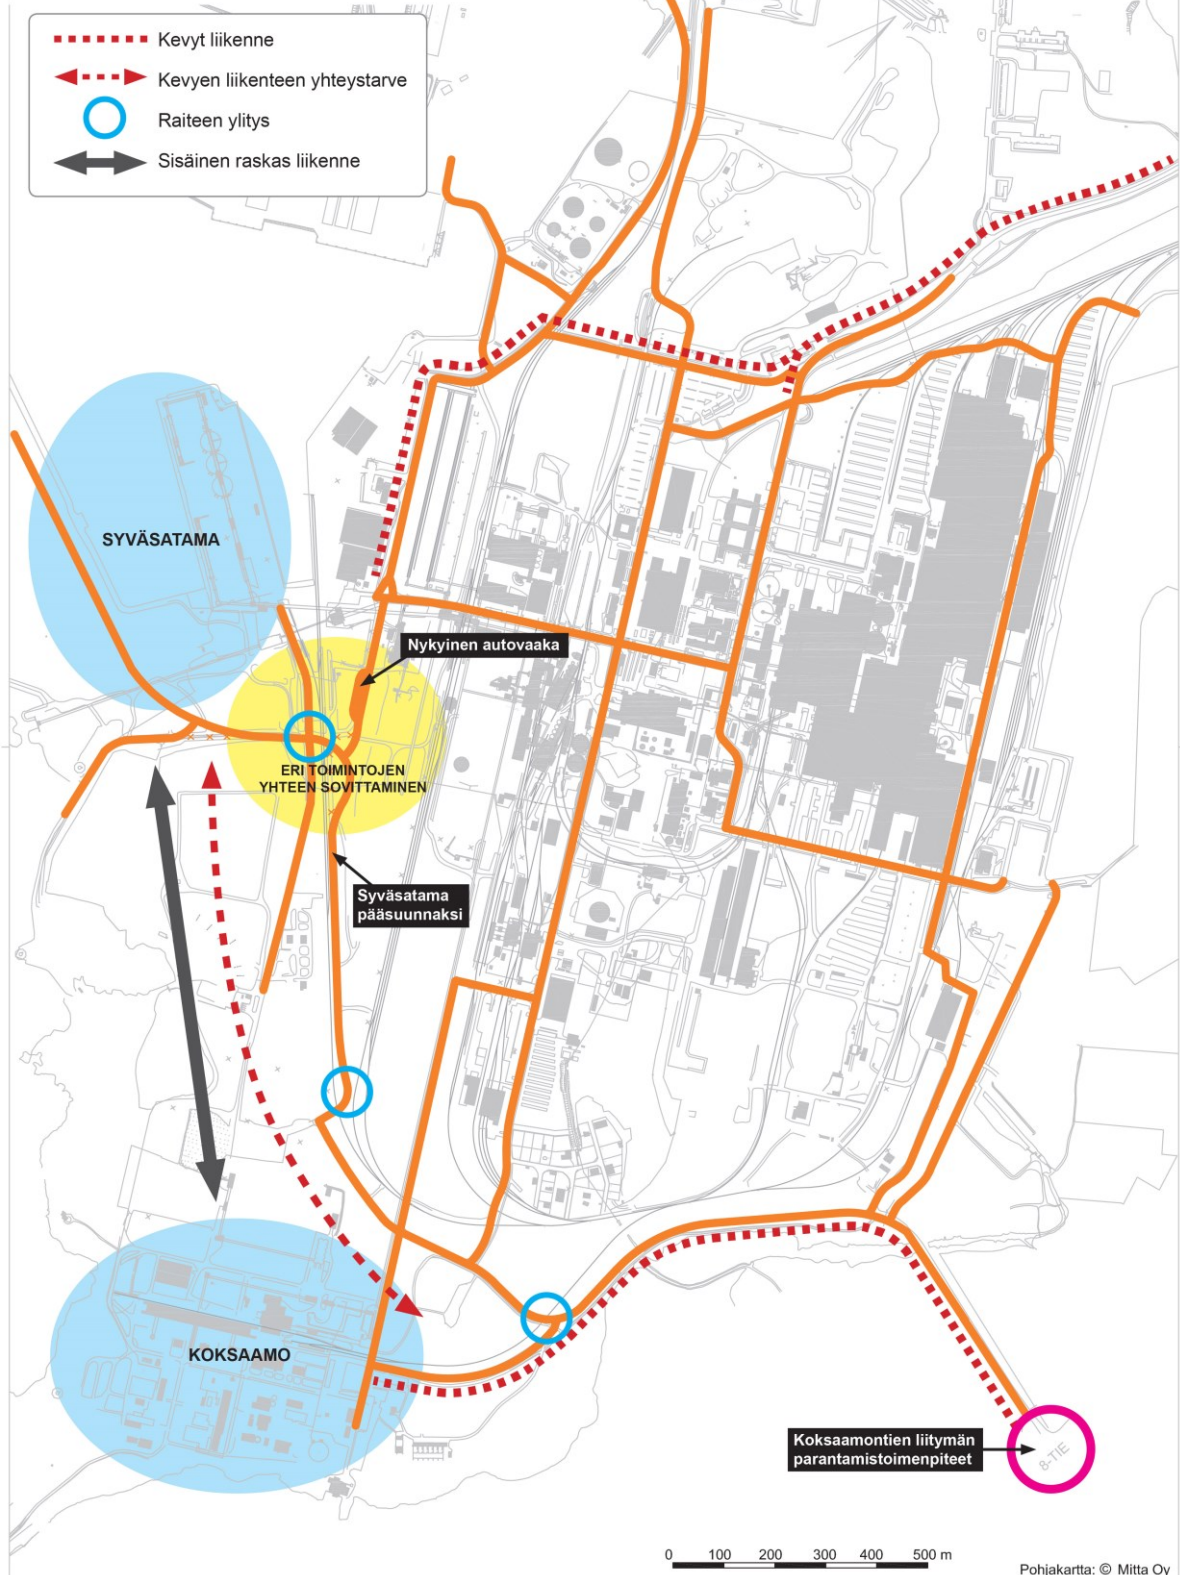 Kevyt liikenne
Kevyen liikenteen yhteystarve
Raiteen ylitys
Sisäinen raskas liikenne
SYVÄSATAMA
Nykyinen autovaaka
ERI TOIMINTOJEN
YHTEEN SOVITTAMINEN
Syväsatama
pääsuunnaksi
KOKSAAMO
Koksaamontien liitymän
parantamistoimenpiteet
8-TIE
0 100 200 300 400 500 m
Pohjakartta: © Mitta Oy